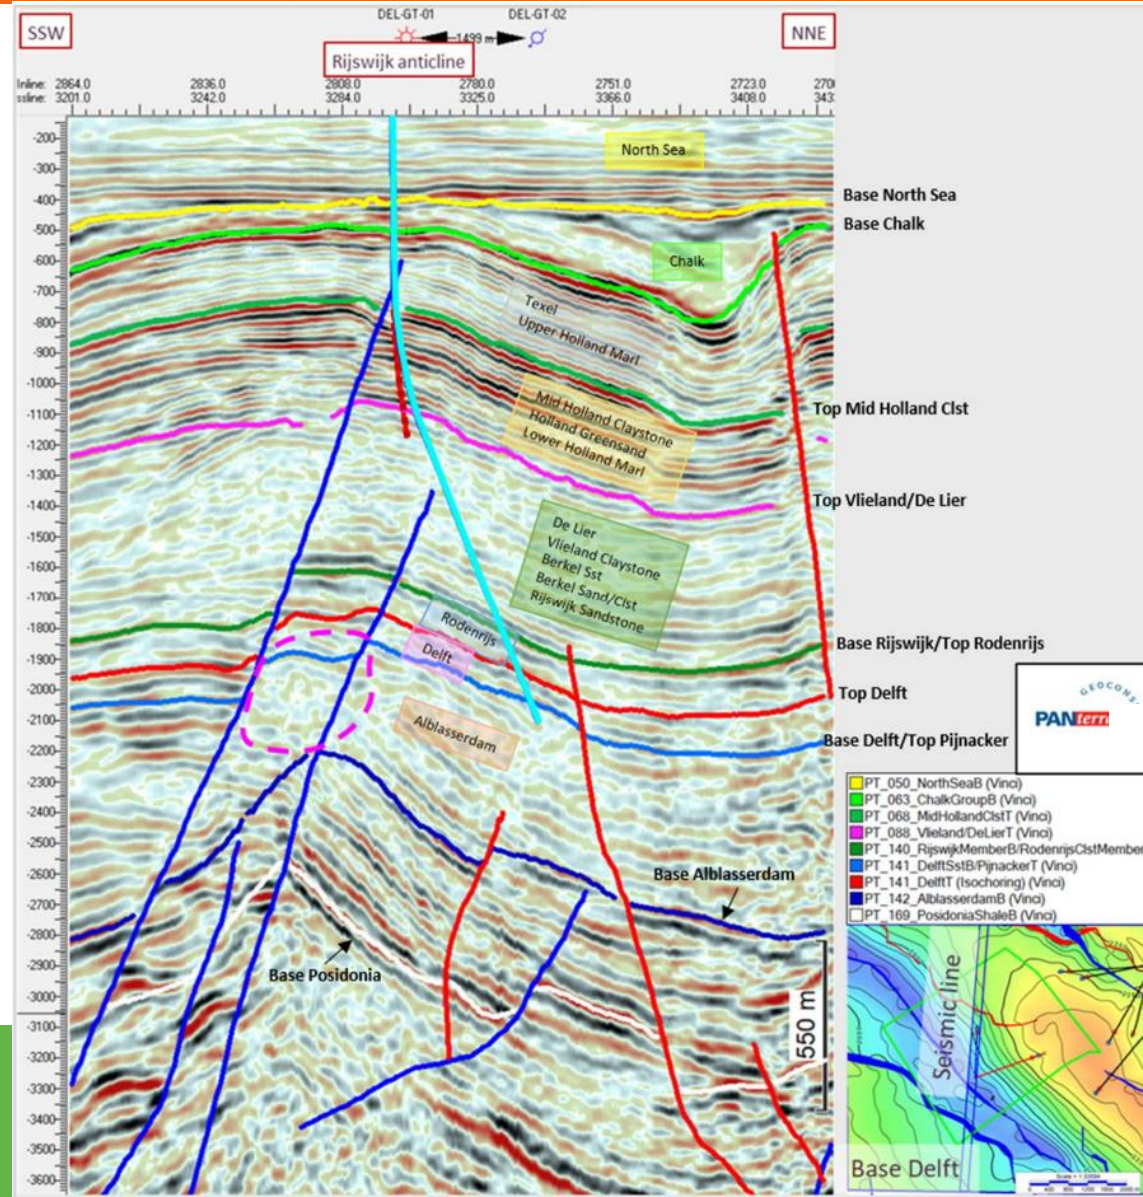 DEL-GT-01 DEL-GT-02
SSW
1499 m
NNE
Rijswijk anticline
Inline: 2864.0 2836.0 2808.0 2780.0 2751.0 2723.0
ssline: 3201.0 3242.0 3284.0 3325.0 3366.0 3408.0
-200
-300
-400
-500
-600
-700
-800
-900
-1000
-1100
-1200
-1300
-1400
-1500
-1600
-1700
-1800
-1900
-2000
-2100
-2200
-2300
-2400
-2500
-2600
-2700
-2800
-2900
-3000
-3100
-3200
-3300
-3400
-3500
-3600
North Sea
Chalk
Texel
Upper Holland Marl
Mid Holland Claystone
Holland Greensand
Lower Holland Marl
De Lier
Vlieland Claystone
Berkel Sst
Berkel Sand/Clst
Rijswijk Sandstone
Rodenrijs
Delft
Alblasserdam
Base Alblasserdam
Base Posidonia
550 m
Base North Sea
Base Chalk
Top Mid Holland Clst
Top Vlieland/De Lier
Base Rijswijk/Top Rodenrijs
Top Delft
Base Delft/Top Pijnacker
GEOCONS
PANterra
PT_050_NorthSeaB (Vinci)
PT_063_ChalkGroupB (Vinci)
PT_068_MidHollandClstT (Vinci)
PT_088_Vlieland/DeLierT (Vinci)
PT_140_RijswijkMemberB/RodenrijsClstMember
PT_141_DelftSstB/PijnackerT (Vinci)
PT_141_DelftT (Isochoring) (Vinci)
PT_142_AlblasserdamB (Vinci)
PT_169_PosidoniaShaleB (Vinci)
Seismic line
Base Delft